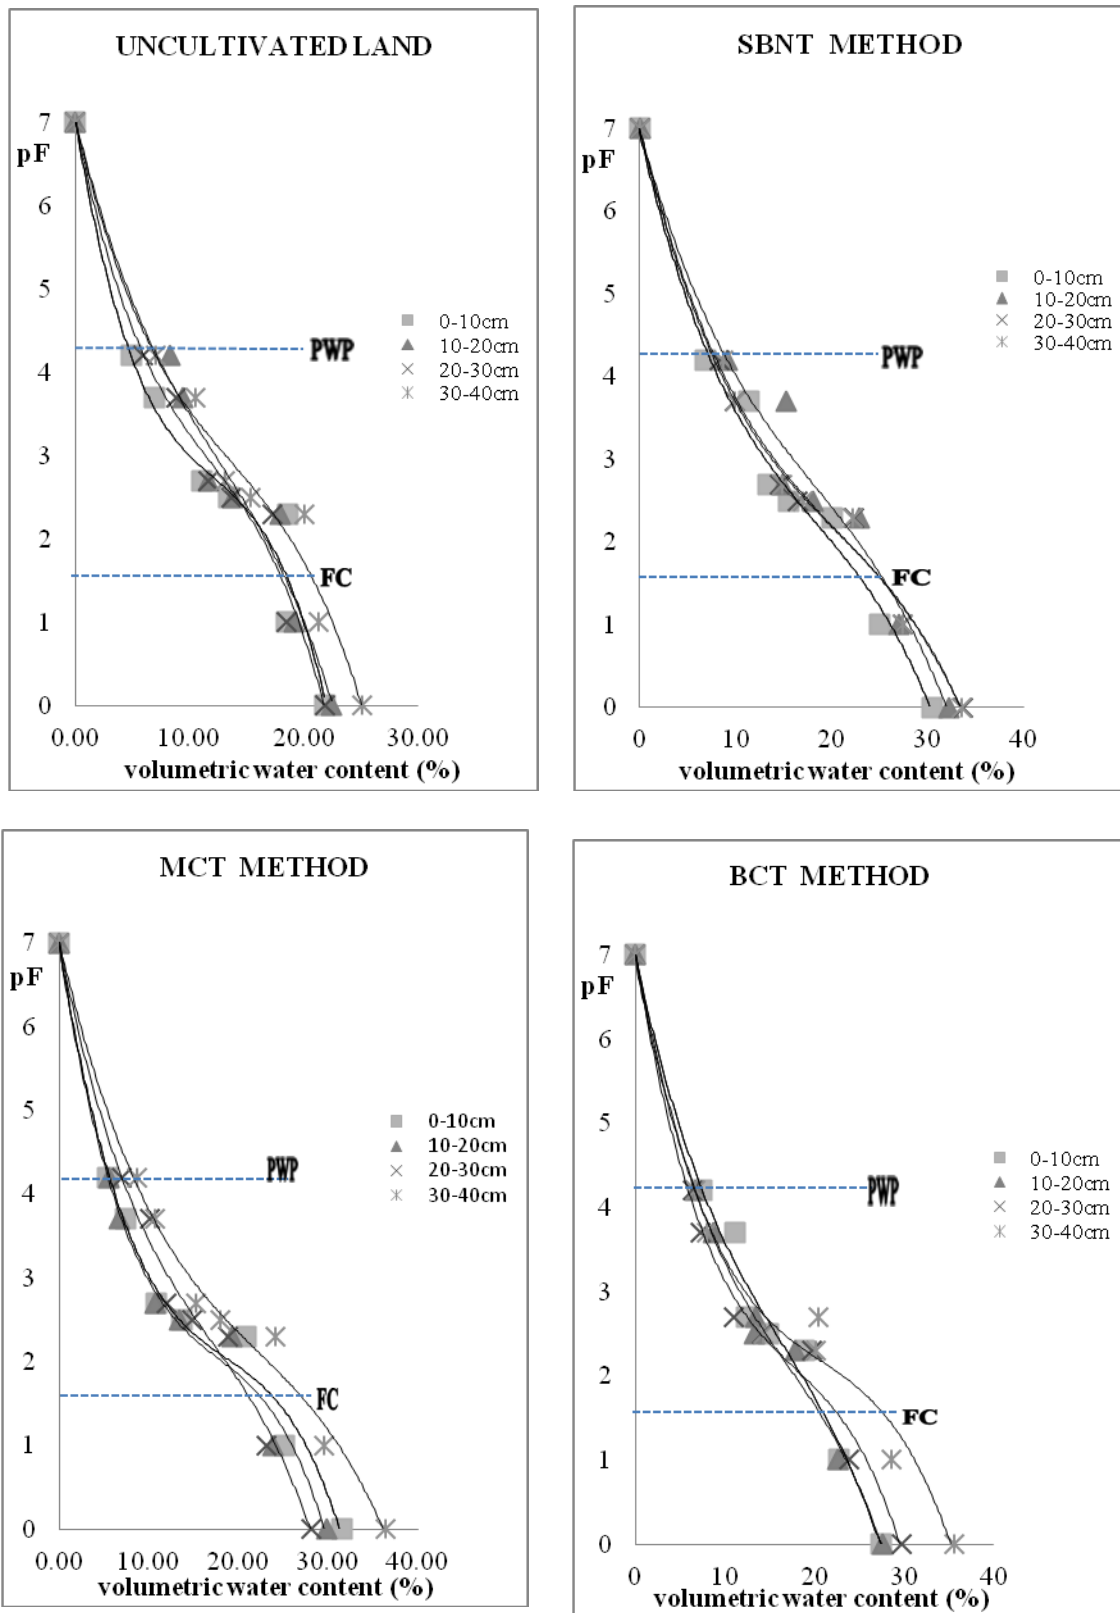 UNCULTIVATED LAND
7
pF
6
5
4
3
2
1
0
0.00 10.00 20.00 30.00
volumetric water content (%)
PWP
FC
0-10cm
10-20cm
20-30cm
30-40cm
SBNT METHOD
7
pF
6
5
4
3
2
1
0
0 10 20 30 40
volumetric water content (%)
PWP
FC
0-10cm
10-20cm
20-30cm
30-40cm
MCT METHOD
7
pF
6
5
4
3
2
1
0
0.00 10.00 20.00 30.00 40.00
volumetric water content (%)
PWP
FC
0-10cm
10-20cm
20-30cm
30-40cm
BCT METHOD
7
pF
6
5
4
3
2
1
0
0 10 20 30 40
volumetric water content (%)
PWP
FC
0-10cm
10-20cm
20-30cm
30-40cm